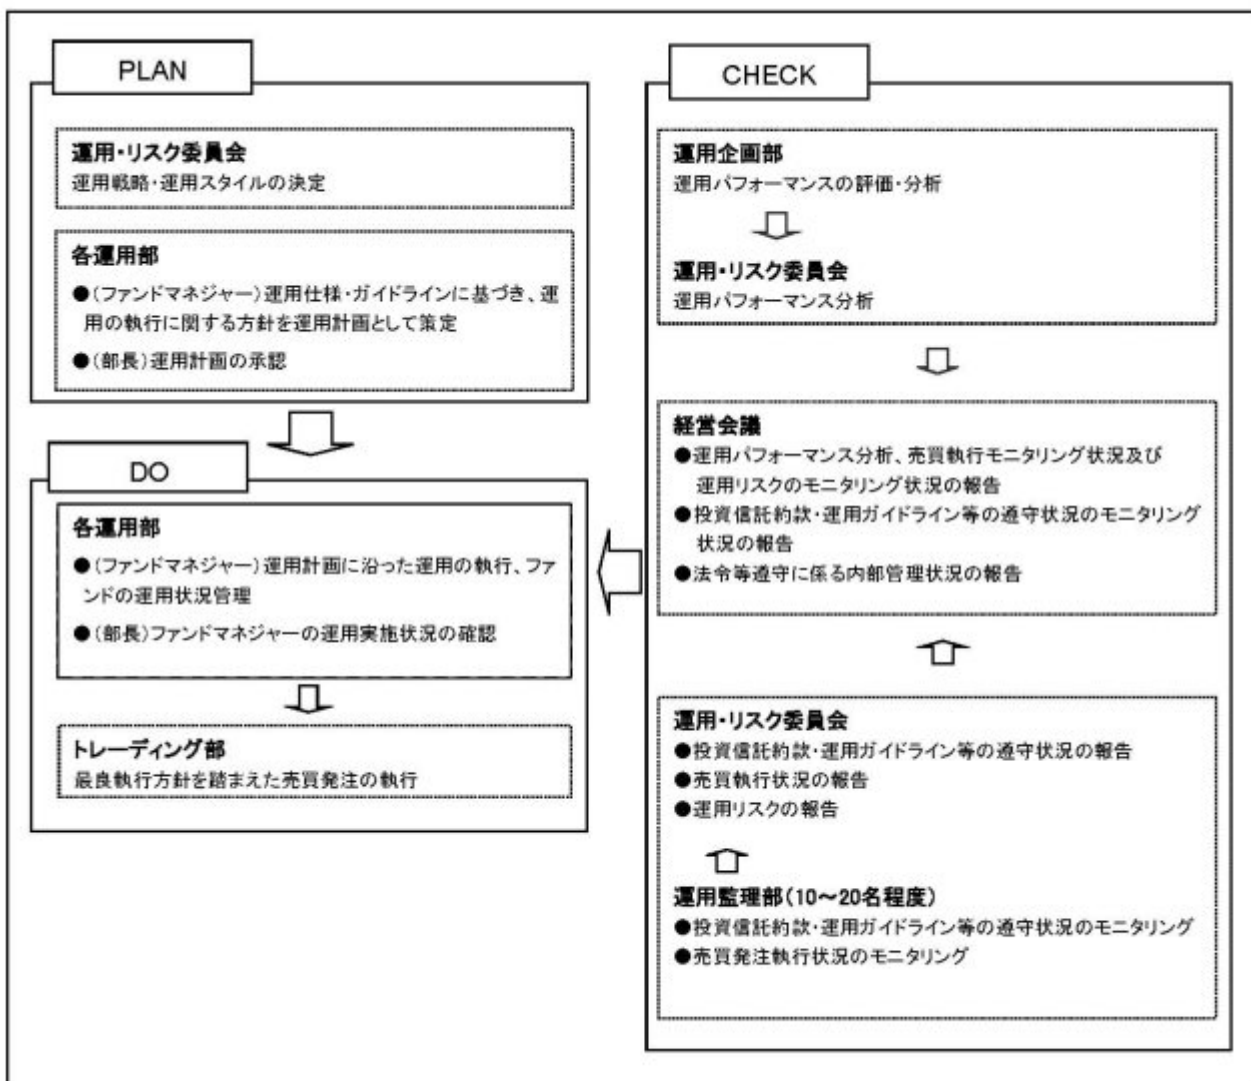 PLAN
運用・リスク委員会
運用戦略・運用スタイルの決定
各運用部
●(ファンドマネジャー)運用仕様・ガイドラインに基づき、運
用の執行に関する方針を運用計画として策定
●(部長)運用計画の承認
DO
各運用部
●(ファンドマネジャー)運用計画に沿った運用の執行、ファ
ンドの運用状況管理
●(部長)ファンドマネジャーの運用実施状況の確認
トレーディング部
最良執行方針を踏まえた売買発注の執行
CHECK
運用企画部
運用パフォーマンスの評価・分析
運用・リスク委員会
運用パフォーマンス分析
経営会議
●運用パフォーマンス分析、売買執行モニタリング状況及び
運用リスクのモニタリング状況の報告
●投資信託約款・運用ガイドライン等の遵守状況のモニタリング
状況の報告
●法令等遵守に係る内部管理状況の報告
運用・リスク委員会
●投資信託約款・運用ガイドライン等の遵守状況の報告
●売買執行状況の報告
●運用リスクの報告
運用監理部(10～20名程度)
●投資信託約款・運用ガイドライン等の遵守状況のモニタリング
●売買発注執行状況のモニタリング